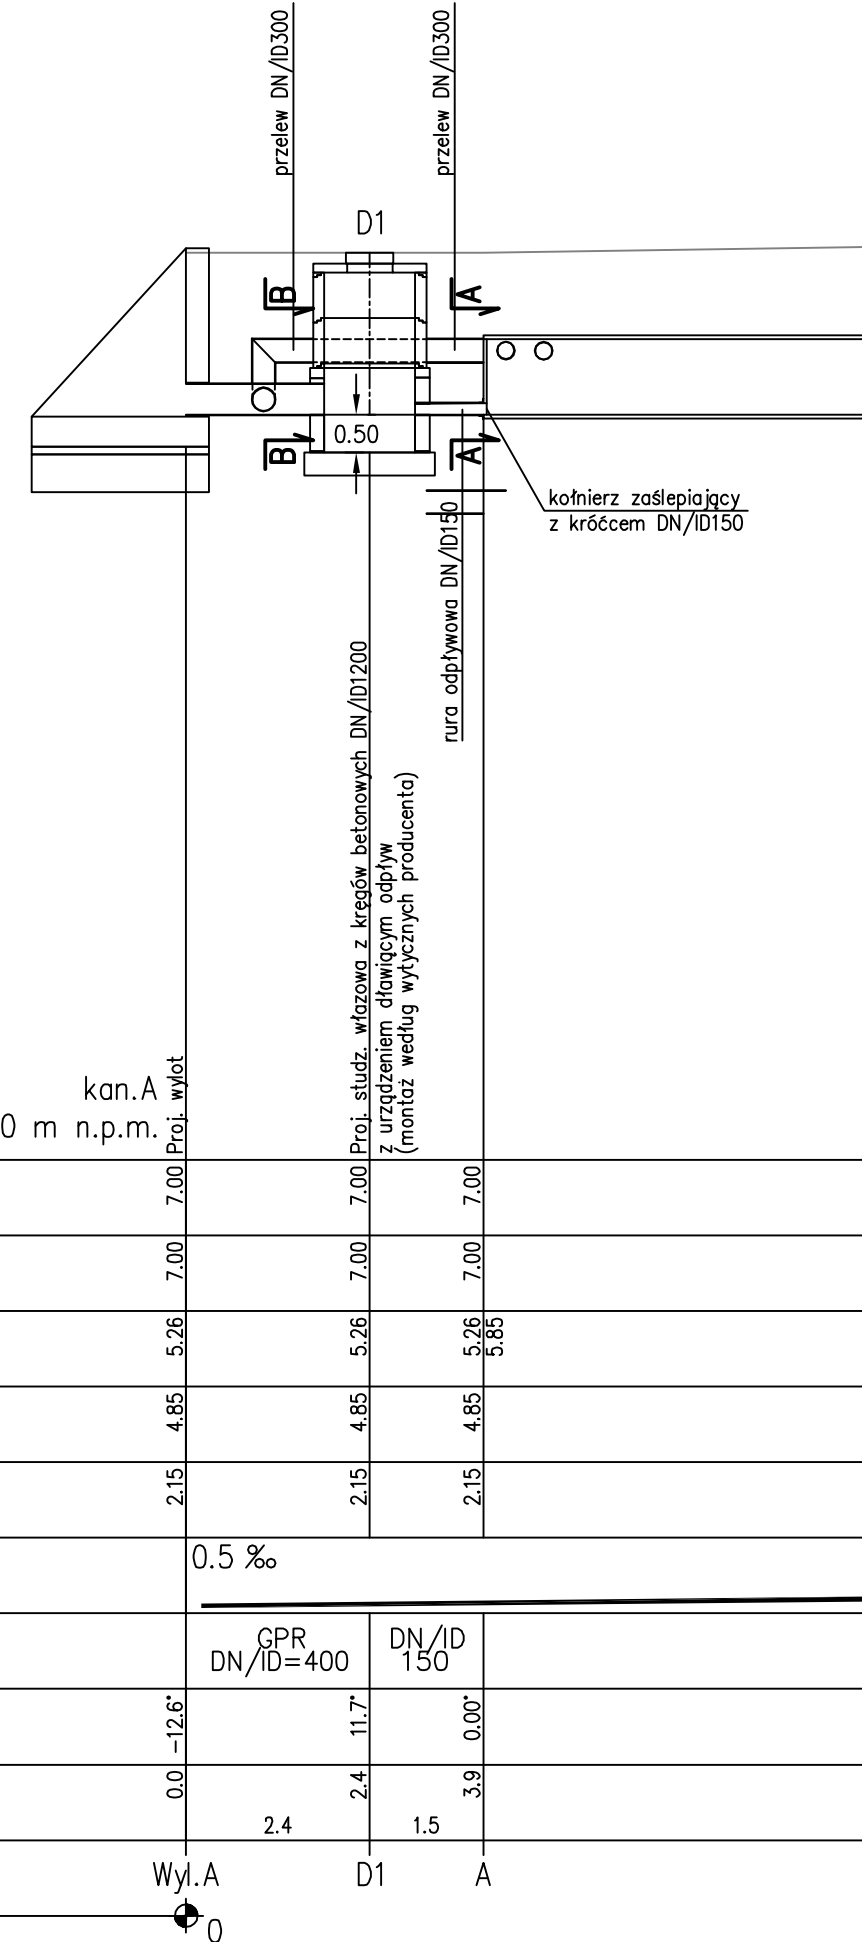 przelew DN/ID300
przelew DN/ID300
D1
B
A
0.50
B
A
kołnierz zaślepiający
z króćcem DN/ID150
rura odpływowa DN/ID150
Proj. studz. włazowa z kręgów betonowych DN/ID1200
z urządzeniem dławiącym odpływ
(montaż według wytycznych producenta)
Proj. wylot
kan.A
0 m n.p.m.
7.00 7.00 7.00
7.00 7.00 7.00
5.26 5.26 5.26 5.85
4.85 4.85 4.85
2.15 2.15 2.15
0.5 ‰
GPR
DN/ID=400
DN/ID
150
-12.6° 11.7° 0.00°
0.0 2.4 3.9
2.4 1.5
Wyl.A D1 A
0